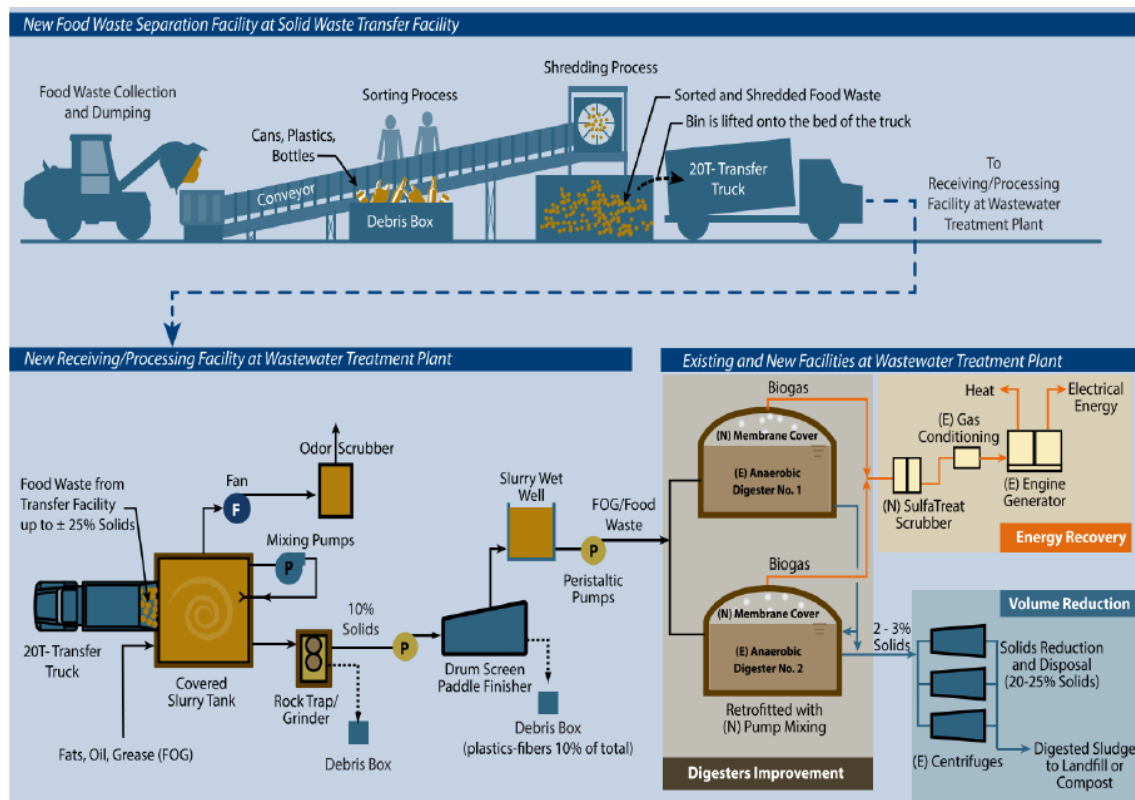 New Food Waste Separation Facility at Solid Waste Transfer Facility
Food Waste Collection
and Dumping
Sorting Process
Cans, Plastics,
Bottles
Conveyor
Debris Box
Shredding Process
Sorted and Shredded Food Waste
Bin is lifted onto the bed of the truck
20T- Transfer
Truck
To
Receiving/Processing
Facility at Wastewater
Treatment Plant
New Receiving/Processing Facility at Wastewater Treatment Plant
Food Waste from
Transfer Facility
up to ± 25% Solids
Fan
F
Odor Scrubber
Mixing Pumps
P
20T- Transfer
Truck
Covered
Slurry Tank
Fats, Oil, Grease (FOG)
Rock Trap/
Grinder
Debris Box
10%
Solids
P
Drum Screen
Paddle Finisher
Debris Box
(plastics-fibers 10% of total)
Slurry Wet
Well
P
Peristaltic
Pumps
FOG/Food
Waste
Existing and New Facilities at Wastewater Treatment Plant
Biogas
(N) Membrane Cover
(E) Anaerobic
Digester No. 1
Biogas
(N) Membrane Cover
(E) Anaerobic
Digester No. 2
Retrofitted with
(N) Pump Mixing
Digesters Improvement
Heat
Electrical
Energy
(E) Gas
Conditioning
(N) SulfaTreat
Scrubber
(E) Engine
Generator
Energy Recovery
Volume Reduction
2 - 3%
Solids
Solids Reduction
and Disposal
(20-25% Solids)
(E) Centrifuges
Digested Sludge
to Landfill or
Compost